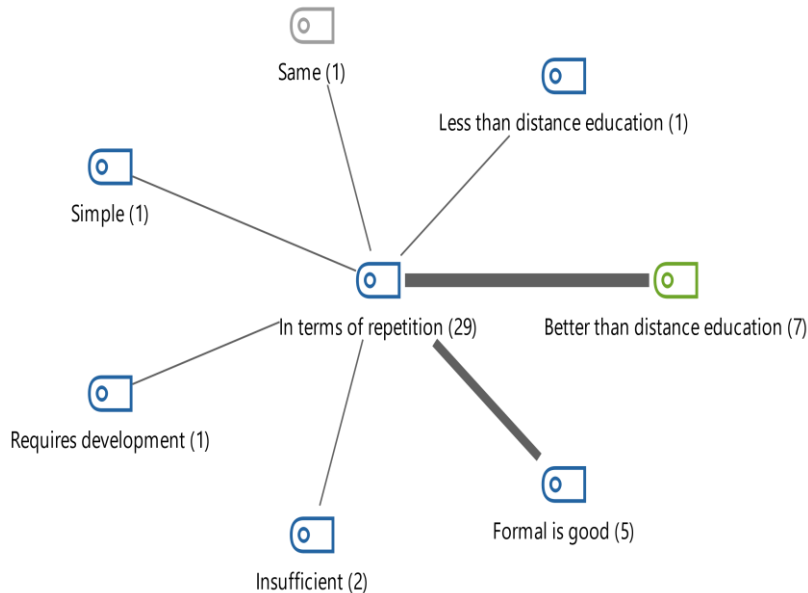 Same (1)
Less than distance education (1)
Simple (1)
In terms of repetition (29)
Better than distance education (7)
Requires development (1)
Formal is good (5)
Insufficient (2)